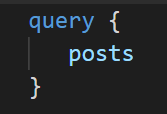 query {
    posts
}